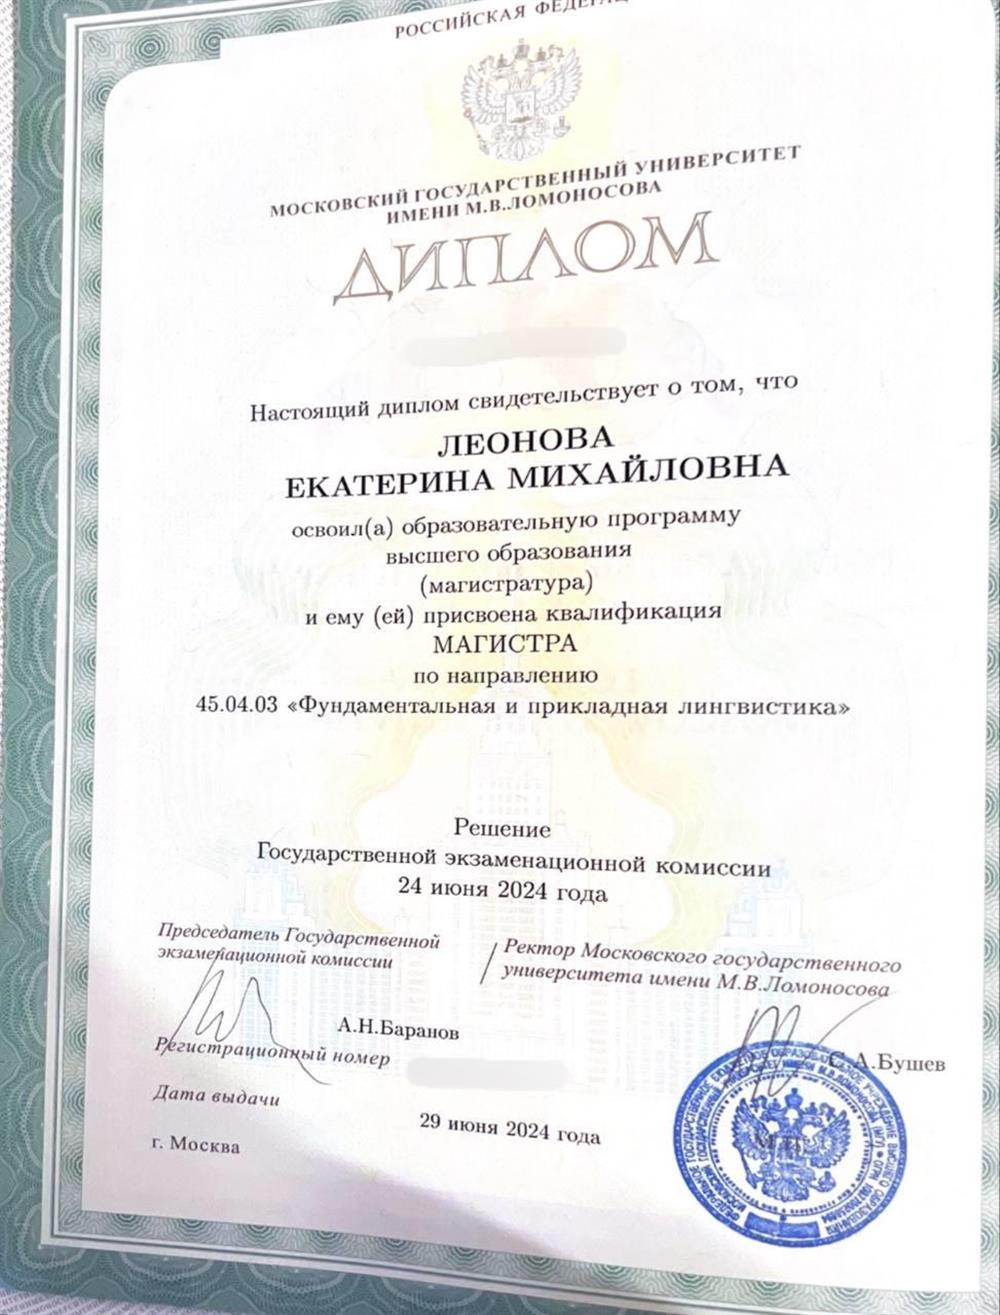 РОССИЙСКАЯ
МОСКОВСКИЙ ГОСУДАРСТВЕННЫЙ УНИВЕРСИТЕТ
ИМЕНИ М.В.ЛОМОНОСОВА
ДИПЛОМ
Настоящий диплом свидетельствует о том, что
ЛЕОНОВА
ЕКАТЕРИНА МИХАЙЛОВНА
освоил(а) образовательную программу
высшего образования
(магистратура)
и ему (ей) присвоена квалификация
МАГИСТРА
по направлению
45.04.03 «Фундаментальная и прикладная лингвистика»
Решение
Государственной экзаменационной комиссии
24 июня 2024 года
Председатель Государственной
экзаменационной комиссии
Ректор Московского государственного
университета имени М.В.Ломоносова
А.Н.Баранов
С.А.Бушев
Регистрационный номер
Дата выдачи
29 июня 2024 года
г. Москва
М.П.